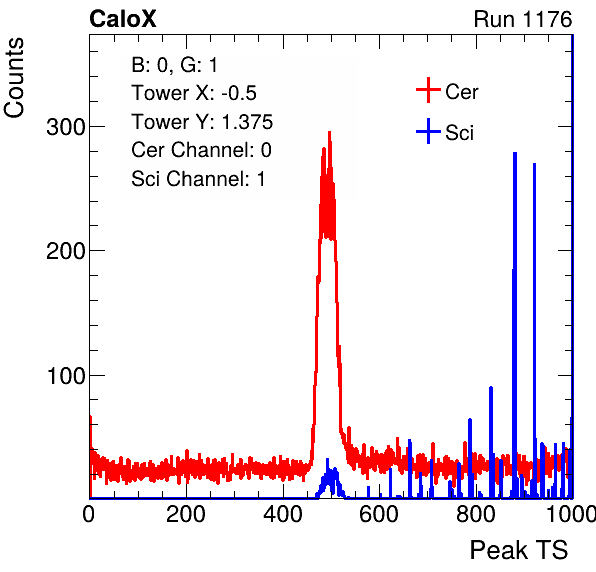 CaloX Run 1176
Counts
B: 0, G: 1
Tower X: -0.5
Tower Y: 1.375
Cer Channel: 0
Sci Channel: 1
Cer
Sci
300
200
100
0 200 400 600 800 1000
Peak TS